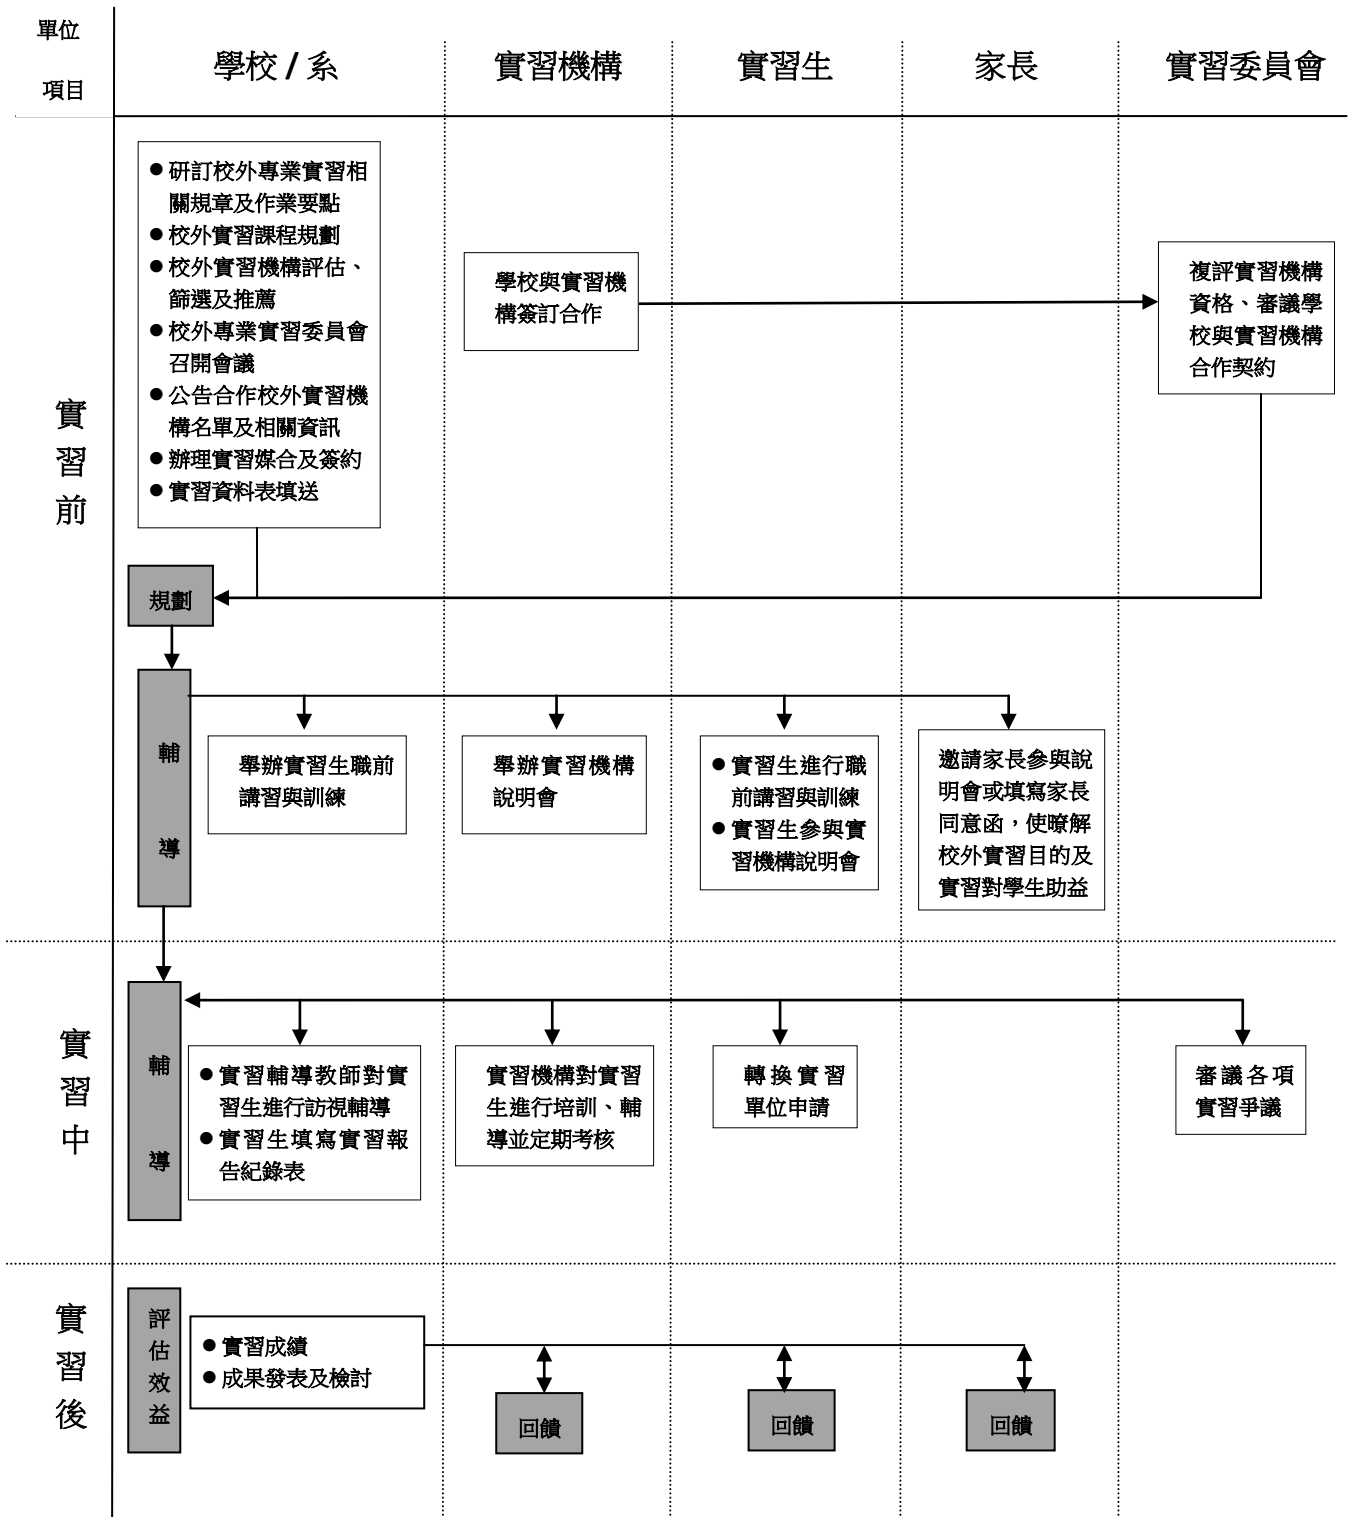 單位
項目
學校 / 系
實習機構
實習生
家長
實習委員會
實習前
● 研訂校外專業實習相
關規章及作業要點
● 校外實習課程規劃
● 校外實習機構評估、
篩選及推薦
● 校外專業實習委員會
召開會議
● 公告合作校外實習機
構名單及相關資訊
● 辦理實習媒合及簽約
● 實習資料表填送
學校與實習機
構簽訂合作
複評實習機構
資格、審議學
校與實習機構
合作契約
規劃
輔導
舉辦實習生職前
講習與訓練
舉辦實習機構
說明會
● 實習生進行職
前講習與訓練
● 實習生參與實
習機構說明會
邀請家長參與說
明會或填寫家長
同意函，使暸解
校外實習目的及
實習對學生助益
實習中
輔導
● 實習輔導教師對實
習生進行訪視輔導
● 實習生填寫實習報
告紀錄表
實習機構對實習
生進行培訓、輔
導並定期考核
轉換實習
單位申請
審議各項
實習爭議
實習後
評估效益
● 實習成績
● 成果發表及檢討
回饋
回饋
回饋